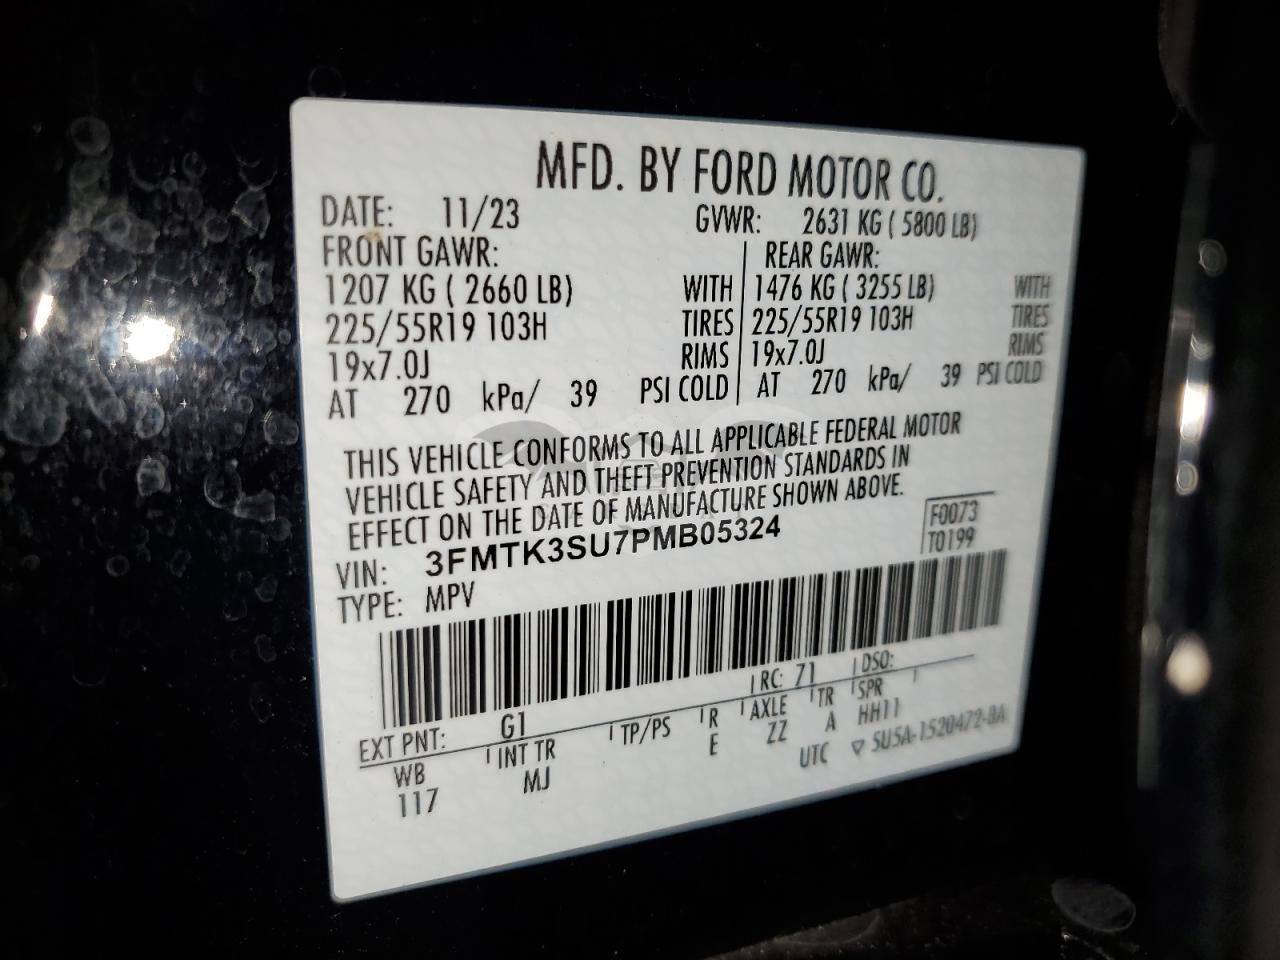 MFD. BY FORD MOTOR CO.
DATE: 11/23 GVWR: 2631 KG ( 5800 LB)
FRONT GAWR: REAR GAWR:
1207 KG ( 2660 LB) WITH 1476 KG ( 3255 LB) WITH
225/55R19 103H TIRES 225/55R19 103H TIRES
19x7.0J RIMS 19x7.0J RIMS
AT 270 kPa/ 39 PSI COLD AT 270 kPa/ 39 PSI COLD
THIS VEHICLE CONFORMS TO ALL APPLICABLE FEDERAL MOTOR
VEHICLE SAFETY AND THEFT PREVENTION STANDARDS IN
EFFECT ON THE DATE OF MANUFACTURE SHOWN ABOVE.
F0073
T0199
VIN: 3FMTK3SU7PMB05324
TYPE: MPV
EXT PNT: G1 RC: 71 DSO:
WB INT TR TP/PS R AXLE TR SPR
117 MJ E ZZ A HH11
UTC ▽ SU5A-1520472-BA